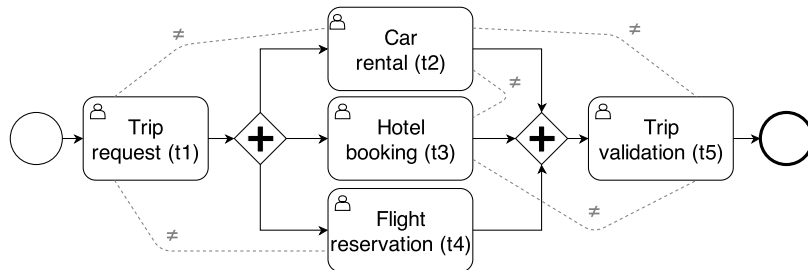 ≠
Car
rental (t2)
≠
≠
Trip
request (t1)
Hotel
booking (t3)
Trip
validation (t5)
≠
Flight
reservation (t4)
≠